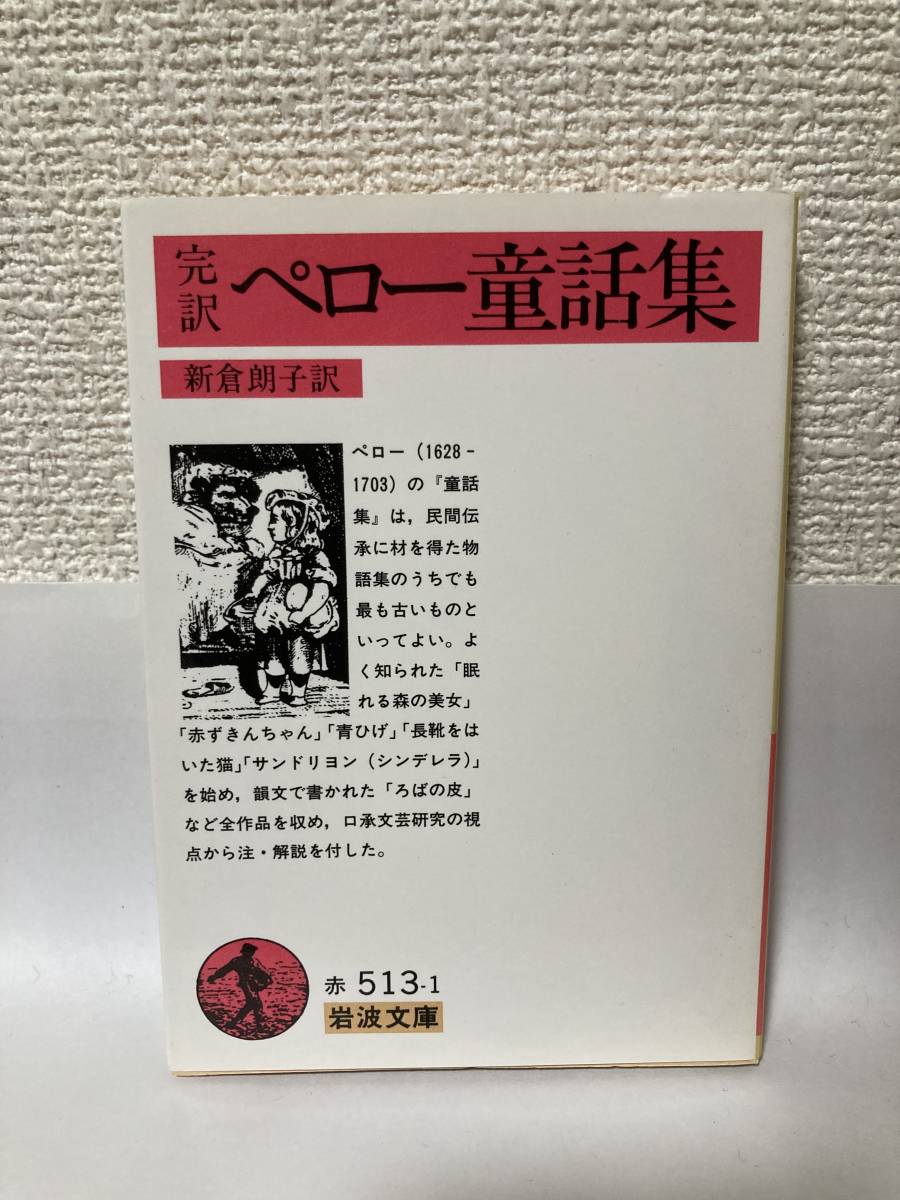 完訳 ペロー童話集
新倉朗子訳
ペロー(1628-
1703)の『童話
集』は,民間伝
承に材を得た物
語集のうちでも
最も古いものと
いってよい。よ
く知られた「眠
れる森の美女」
「赤ずきんちゃん」「青ひげ」「長靴をは
いた猫」「サンドリヨン(シンデレラ)」
を始め,韻文で書かれた「ろばの皮」
など全作品を収め,口承文芸研究の視
点から注・解説を付した。
赤 513-1
岩波文庫